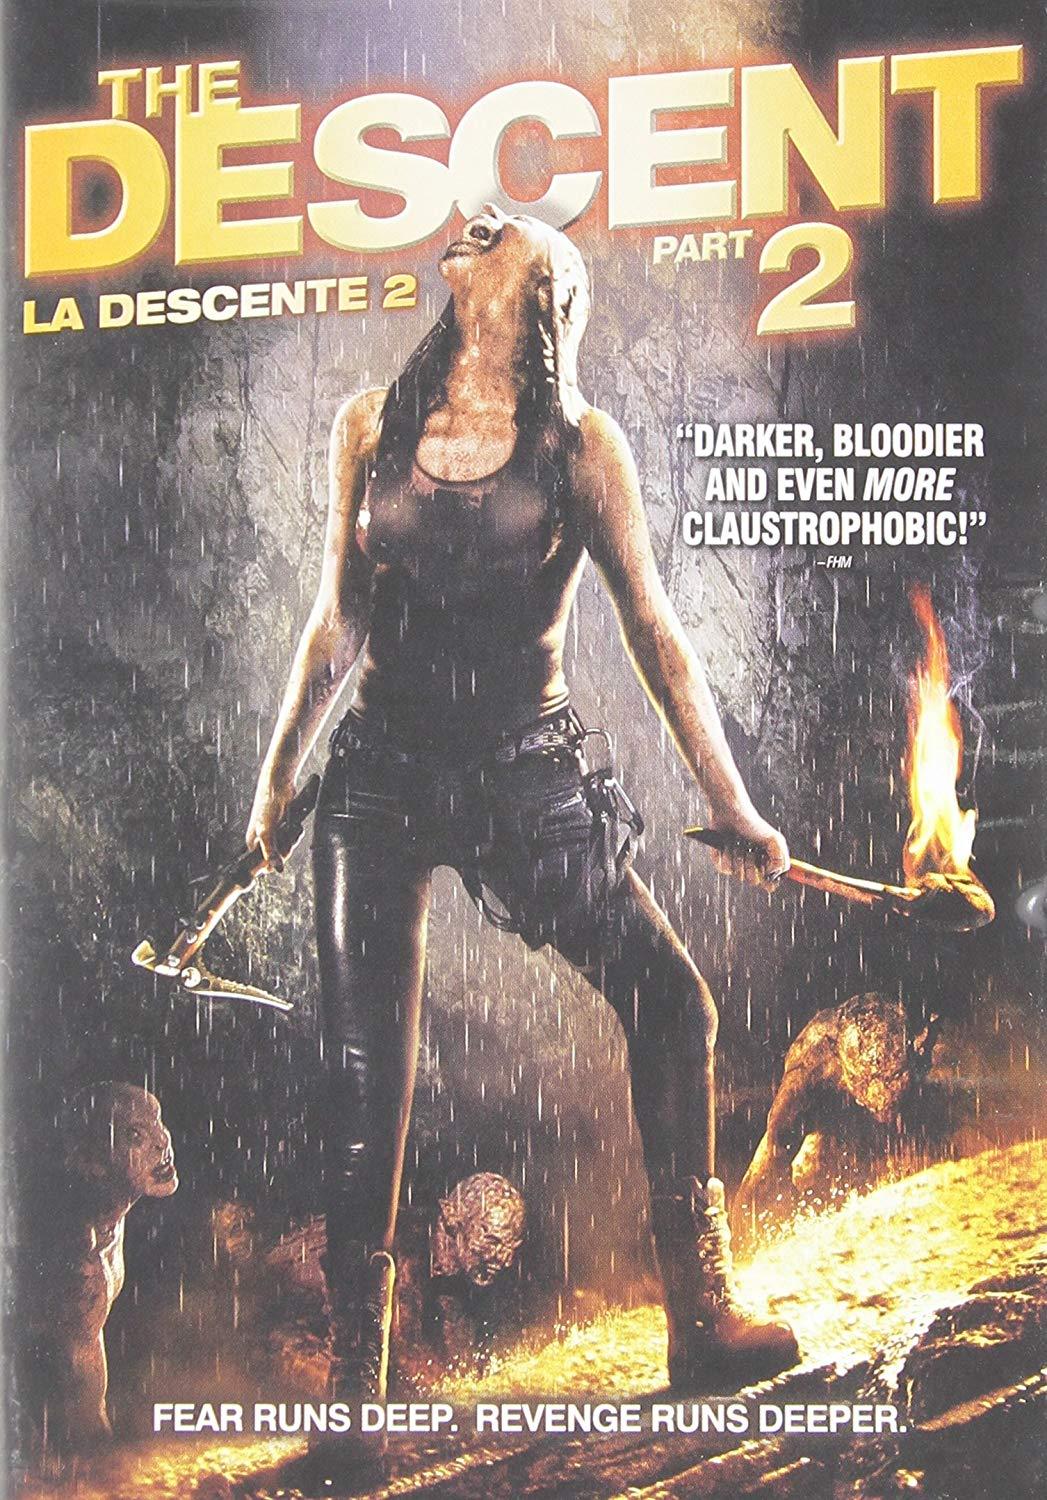 THE
DESCENT
PART 2
LA DESCENTE 2
“DARKER, BLOODIER
AND EVEN MORE
CLAUSTROPHOBIC!”
–FHM
FEAR RUNS DEEP. REVENGE RUNS DEEPER.